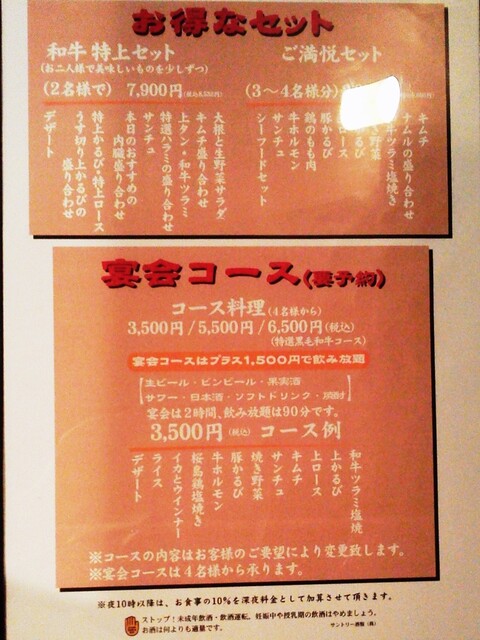 お得なセット
和牛 特上セット
(お二人様で美味しいものを少しずつ)
(2名様で) 7,900円
大根と生野菜サラダ
キムチ盛り合わせ
上タン・和牛ツラミ
特選ハラミの盛り合わせ
サンチュ
本日のおすすめの
内臓盛り合わせ
特上かるび・特上ロース
うす切り上かるびの
盛り合わせ
デザート
ご満悦セット
(3〜4名様分)
キムチ
ナムルの盛り合わせ
牛ツラミ塩焼き
き野菜
ロース
豚かるび
鶏のもも肉
牛ホルモン
サンチュ
シーフードセット
宴会コース(要予約)
コース料理(4名様から)
3,500円/5,500円/6,500円(税込)
(特選黒毛和牛コース)
宴会コースはプラス1,500円で飲み放題
生ビール・ビンビール・果実酒
サワー・日本酒・ソフトドリンク・焼酎
宴会は2時間、飲み放題は90分です。
3,500円(税込) コース例
和牛ツラミ塩焼
上かるび
上ロース
キムチ
サンチュ
焼き野菜
豚かるび
牛ホルモン
桜島鶏塩焼き
イカとウインナー
ライス
デザート
※コースの内容はお客様のご要望により変更致します。
※宴会コースは4名様から承ります。
※夜10時以降は、お食事の10%を深夜料金として加算させて頂きます。
ストップ!未成年飲酒・飲酒運転。妊娠中や授乳期の飲酒はやめましょう。
お酒は何よりも適量です。
サントリー酒類(株)